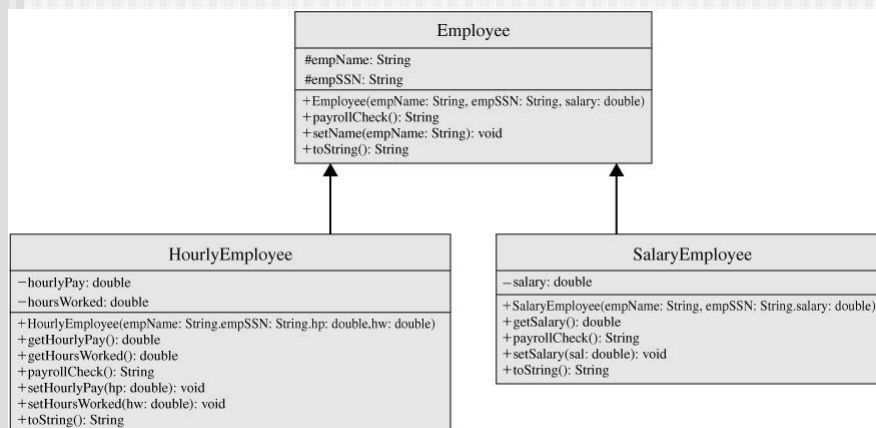 Employee
#empName: String
#empSSN: String
+Employee(empName: String, empSSN: String, salary: double)
+payrollCheck(): String
+setName(empName: String): void
+toString(): String
HourlyEmployee
−hourlyPay: double
−hoursWorked: double
+HourlyEmployee(empName: String.empSSN: String.hp: double,hw: double)
+getHourlyPay(): double
+getHoursWorked(): double
+payrollCheck(): String
+setHourlyPay(hp: double): void
+setHoursWorked(hw: double): void
+toString(): String
SalaryEmployee
−salary: double
+SalaryEmployee(empName: String, empSSN: String.salary: double)
+getSalary(): double
+payrollCheck(): String
+setSalary(sal: double): void
+toString(): String